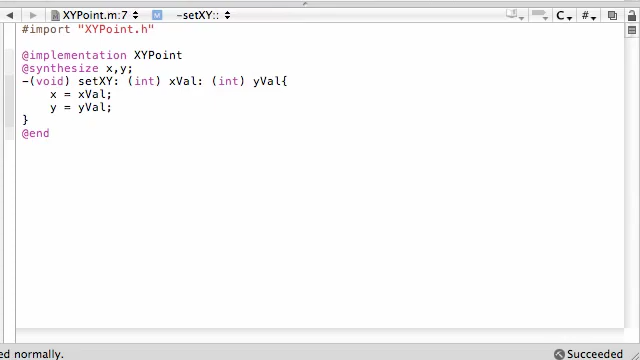 XYPoint.m:7 -setXY:: C #
#import "XYPoint.h"
@implementation XYPoint
@synthesize x,y;
-(void) setXY: (int) xVal: (int) yVal{
x = xVal;
y = yVal;
}
@end
ed normally. Succeeded